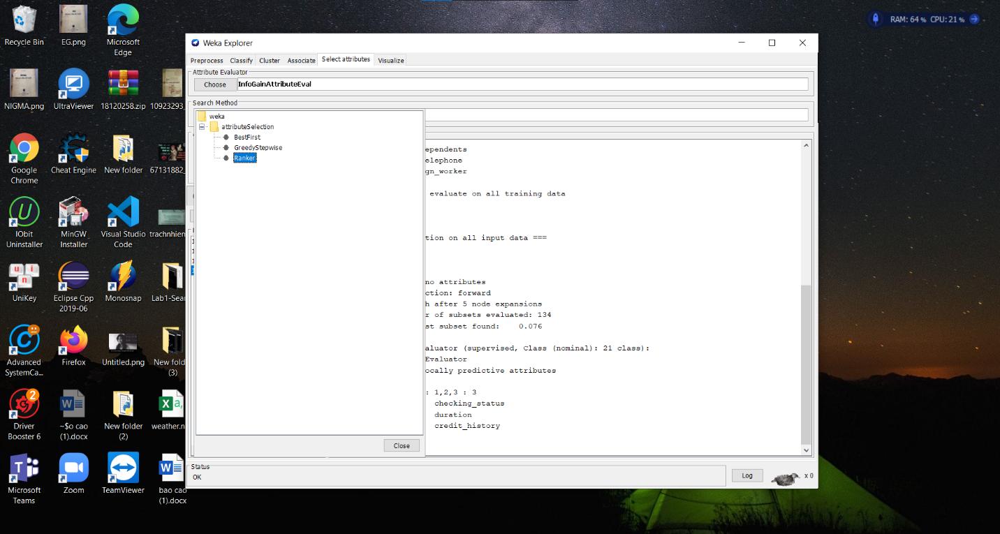 Recycle Bin
EG.png
Microsoft
Edge
NIGMA.png
UltraViewer
18120258.zip
10923293_
Google
Chrome
Cheat Engine
New folder
67131882_
IObit
Uninstaller
MinGW
Installer
Visual Studio
Code
trachnhien
UniKey
Eclipse Cpp
2019-06
Monosnap
Lab1-Sear
Advanced
SystemCa...
Firefox
Untitled.png
New fold
(3)
Driver
Booster 6
~$o cao
(1).docx
New folder
(2)
weather.n
Microsoft
Teams
Zoom
TeamViewer
bao cao
(1).docx
RAM: 64 % CPU: 21 %
Weka Explorer
Preprocess Classify Cluster Associate Select attributes Visualize
Attribute Evaluator
Choose InfoGainAttributeEval
Search Method
weka
attributeSelection
BestFirst
GreedyStepwise
Ranker
Close
ependents
elephone
gn_worker
evaluate on all training data
tion on all input data ===
no attributes
ction: forward
h after 5 node expansions
r of subsets evaluated: 134
st subset found: 0.076
aluator (supervised, Class (nominal): 21 class):
Evaluator
ocally predictive attributes
: 1,2,3 : 3
checking_status
duration
credit_history
Status
OK
Log
x 0